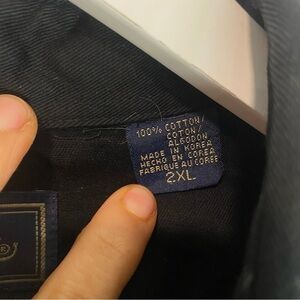 100% COTTON/
COTON/
ALGODON
MADE IN KOREA
HECHO EN COREA
FABRIQUE AU COREE
2XL